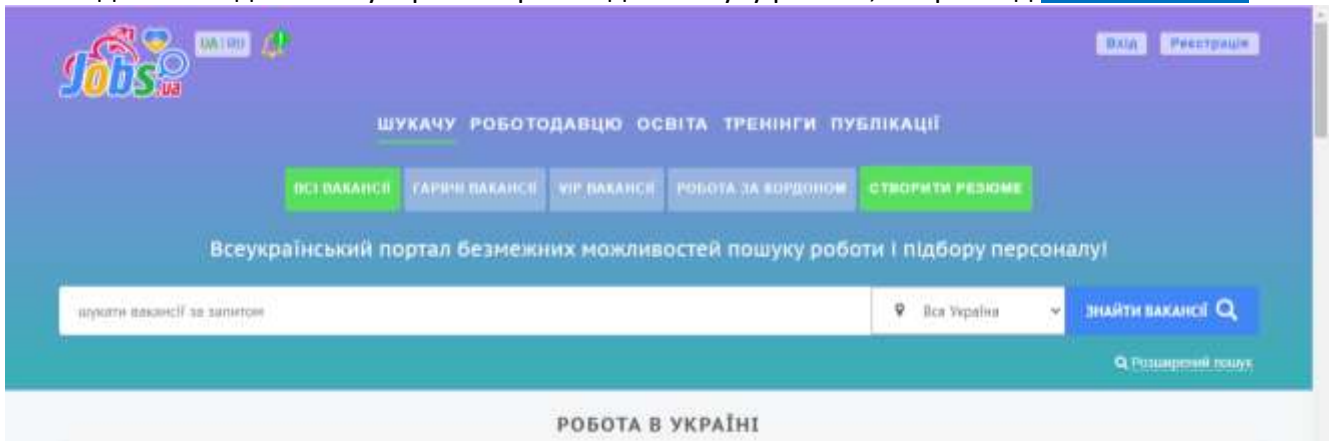 Jobs.ua UA | RU Вхід Реєстрація
ШУКАЧУ РОБОТОДАВЦЮ ОСВІТА ТРЕНІНГИ ПУБЛІКАЦІЇ
ВСІ ВАКАНСІЇ ГАРЯЧІ ВАКАНСІЇ VIP ВАКАНСІЇ РОБОТА ЗА КОРДОНОМ СТВОРИТИ РЕЗЮМЕ
Всеукраїнський портал безмежних можливостей пошуку роботи і підбору персоналу!
шукати вакансії за запитом Вся Україна ЗНАЙТИ ВАКАНСІЇ
Розширений пошук
РОБОТА В УКРАЇНІ